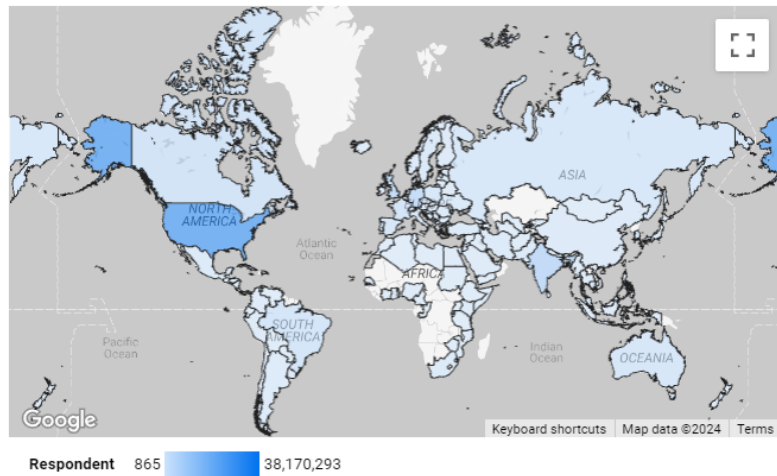 ASIA
NORTH
AMERICA
Atlantic
Ocean
AFRICA
Pacific
Ocean
SOUTH
AMERICA
Indian
Ocean
OCEANIA
Google
Keyboard shortcuts
Map data ©2024
Terms
Respondent 865 38,170,293